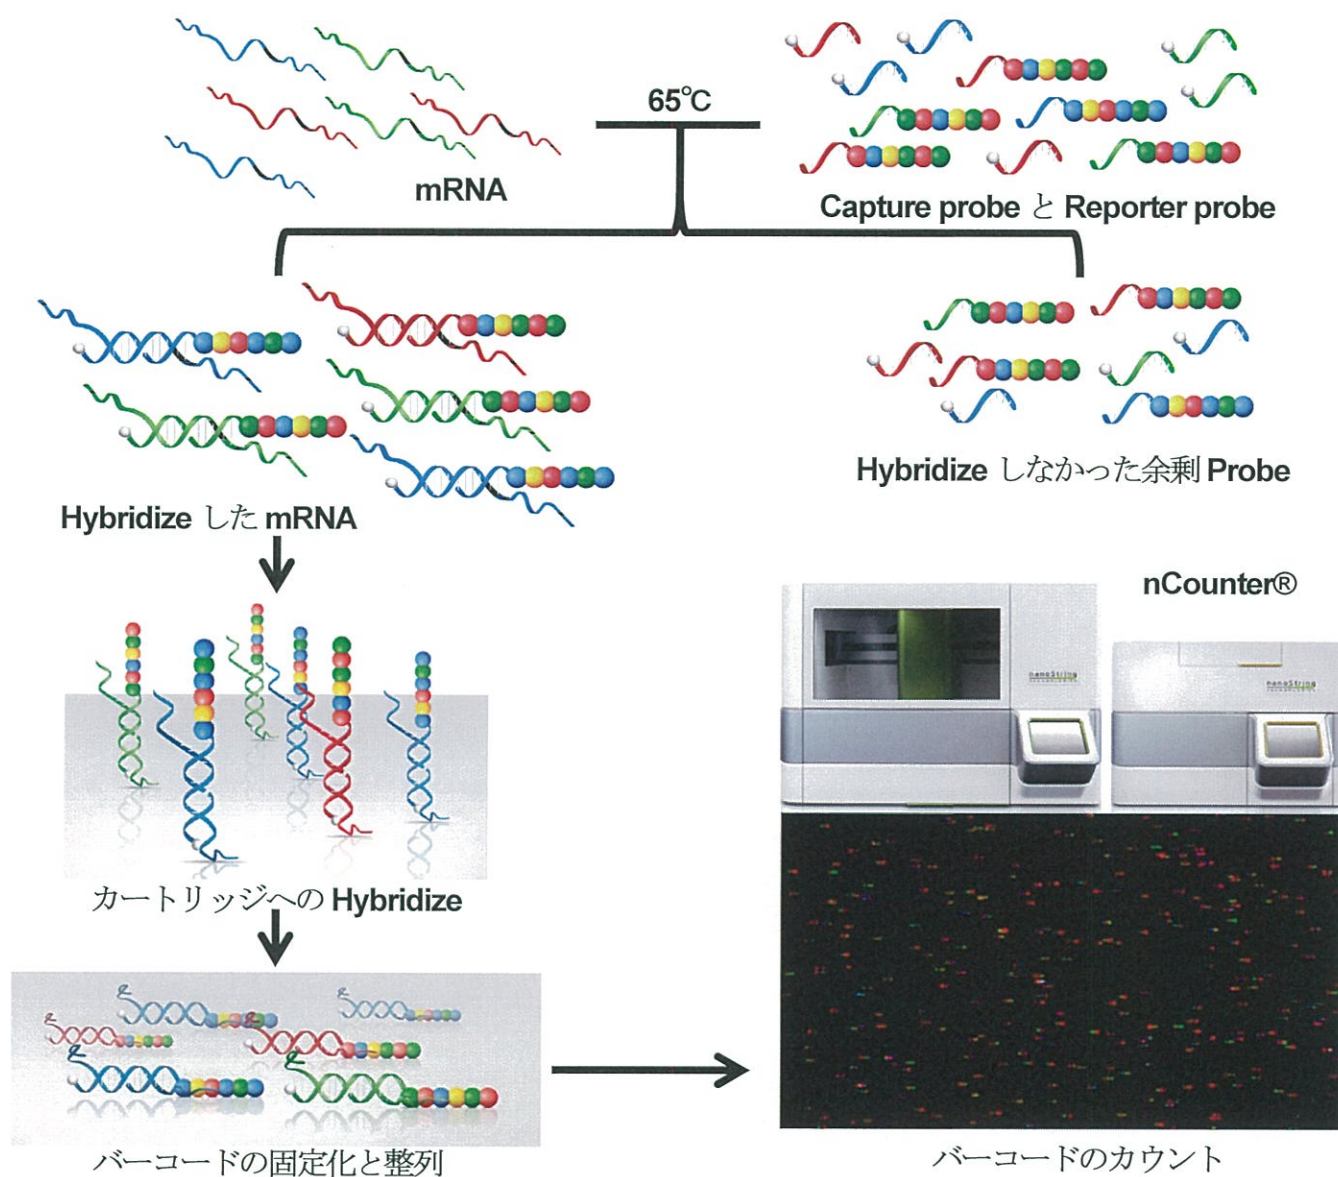 65℃
mRNA
Capture probe と Reporter probe
Hybridize した mRNA
Hybridize しなかった余剰 Probe
nCounter®
nanoString
nanoString
カートリッジへの Hybridize
バーコードの固定化と整列
バーコードのカウント